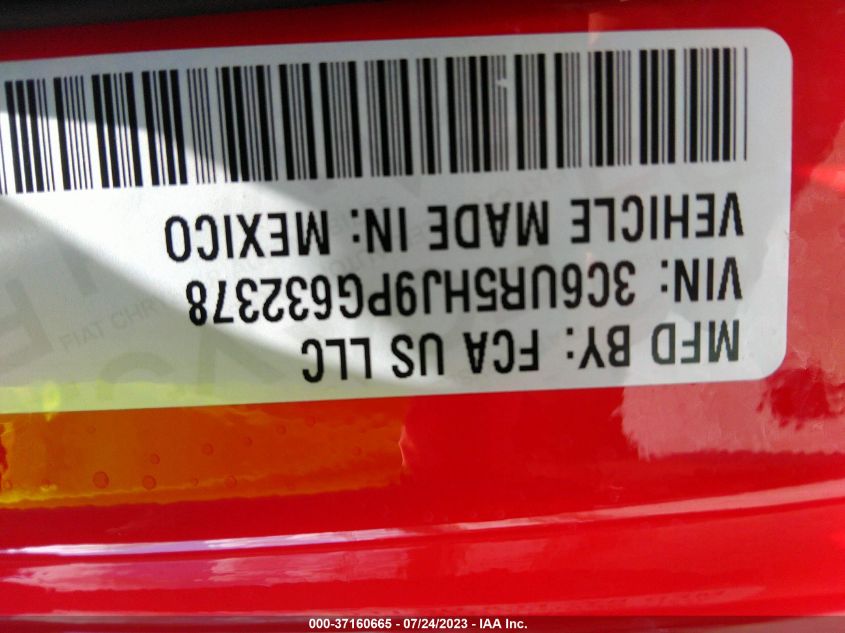 MFD BY: FCA US LLC
VIN: 3C6UR5HJ9PG632378
VEHICLE MADE IN: MEXICO
000-37160665 - 07/24/2023 - IAA Inc.